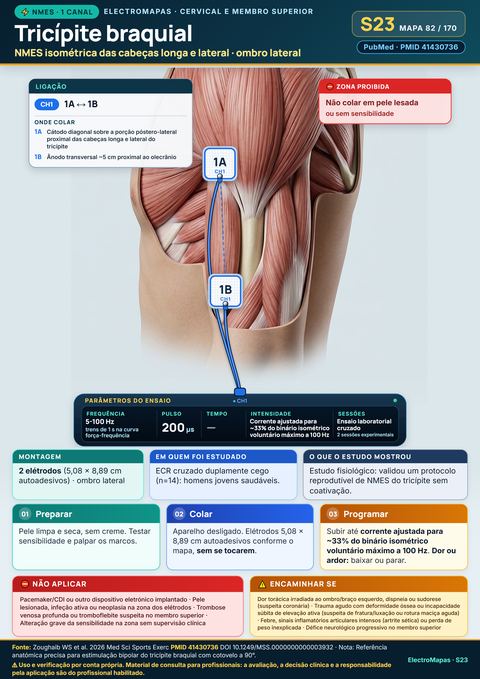 NMES · 1 CANAL
ELECTROMAPAS · CERVICAL E MEMBRO SUPERIOR
Tricípite braquial
NMES isométrica das cabeças longa e lateral · ombro lateral
S23 MAPA 82 / 170
PubMed · PMID 41430736
LIGAÇÃO
CH1 1A ↔ 1B
ONDE COLAR
1A Cátodo diagonal sobre a porção póstero-lateral
proximal das cabeças longa e lateral do
tricípite
1B Ânodo transversal ~5 cm proximal ao olecrânio
ZONA PROIBIDA
Não colar em pele lesada
ou sem sensibilidade
1A
CH1
1B
CH1
PARÂMETROS DO ENSAIO
CH1
FREQUÊNCIA
5-100 Hz
trens de 1 s na curva
força-frequência
PULSO
200 µs
TEMPO
—
INTENSIDADE
Corrente ajustada para
~33% do binário isométrico
voluntário máximo a 100 Hz
SESSÕES
Ensaio laboratorial
cruzado
2 sessões experimentais
MONTAGEM
2 elétrodos (5,08 × 8,89 cm
autoadesivos) · ombro lateral
EM QUEM FOI ESTUDADO
ECR cruzado duplamente cego
(n=14): homens jovens saudáveis.
O QUE O ESTUDO MOSTROU
Estudo fisiológico: validou um protocolo
reprodutível de NMES do tricípite sem
coativação.
01 Preparar
Pele limpa e seca, sem creme. Testar
sensibilidade e palpar os marcos.
02 Colar
Aparelho desligado. Elétrodos 5,08 ×
8,89 cm autoadesivos conforme o
mapa, sem se tocarem.
03 Programar
Subir até corrente ajustada para
~33% do binário isométrico
voluntário máximo a 100 Hz. Dor ou
ardor: baixar ou parar.
NÃO APLICAR
Pacemaker/CDI ou outro dispositivo eletrónico implantado · Pele
lesionada, infeção ativa ou neoplasia na zona dos elétrodos · Trombose
venosa profunda ou tromboflebite suspeita no membro superior ·
Alteração grave da sensibilidade na zona sem supervisão clínica
ENCAMINHAR SE
Dor torácica irradiada ao ombro/braço esquerdo, dispneia ou sudorese
(suspeita coronária) · Trauma agudo com deformidade óssea ou incapacidade
súbita de elevação ativa (suspeita de fratura/luxação ou rotura maciça aguda)
· Febre, sinais inflamatórios articulares intensos (artrite sética) ou perda de
peso inexplicada · Défice neurológico progressivo no membro superior
Fonte: Zoughaib WS et al. 2026 Med Sci Sports Exerc PMID 41430736 DOI 10.1249/MSS.0000000000003932 · Nota: Referência
anatómica precisa para estimulação bipolar do tricípite braquial com cotovelo a 90°.
Uso e verificação por conta própria. Material de consulta para profissionais: a avaliação, a decisão clínica e a responsabilidade
pela aplicação são do profissional habilitado.
ElectroMapas · S23